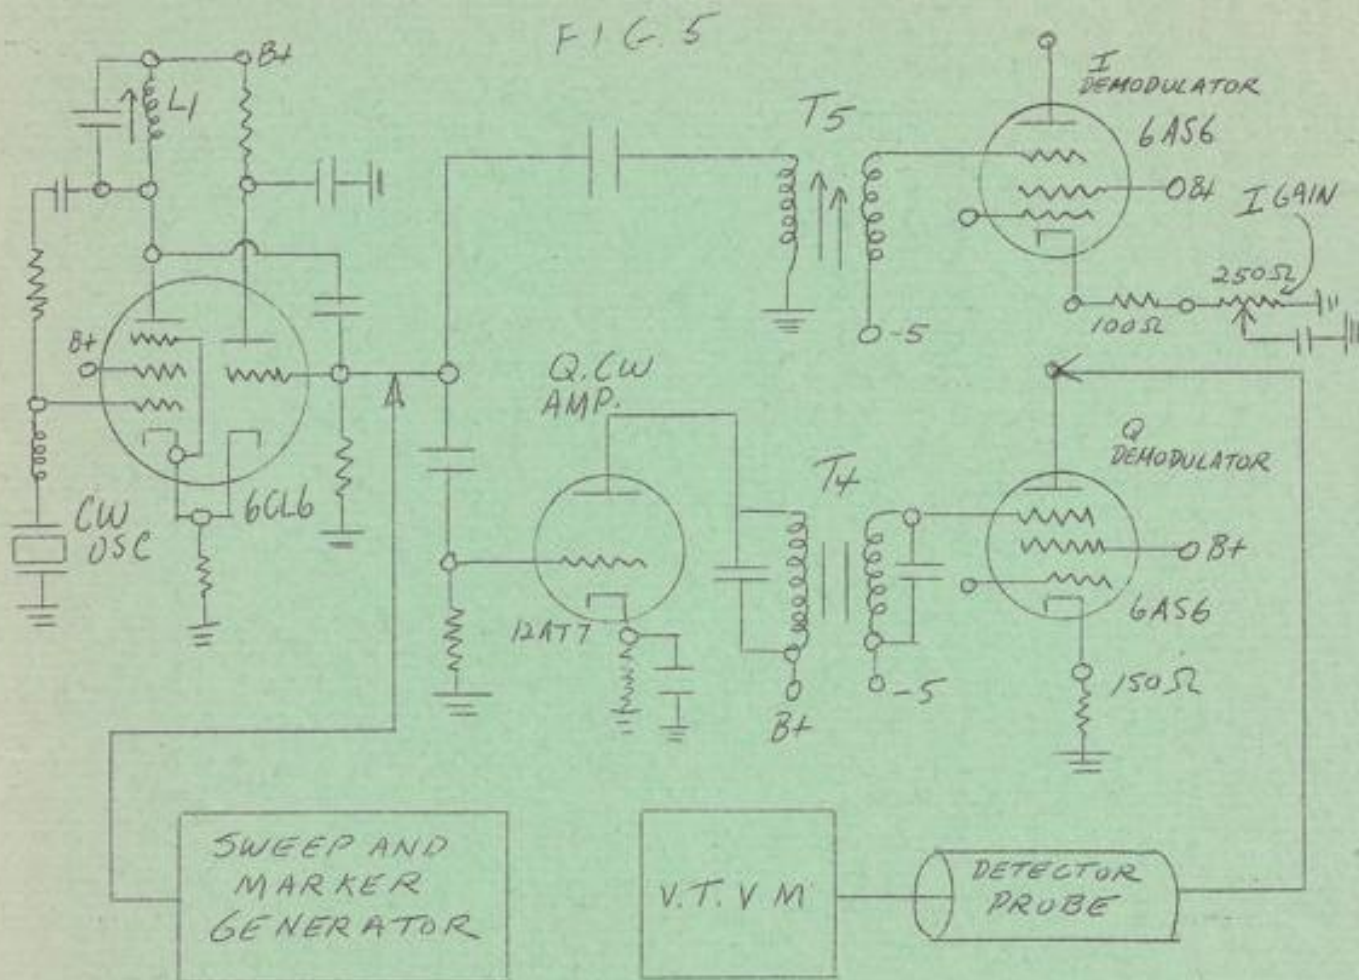 FIG. 5
B+
L1
I
DEMODULATOR
T5
6AS6
B+
I GAIN
250Ω
100Ω
-5
B+
Q.CW
AMP.
Q
DEMODULATOR
T4
6CL6
CW
OSC
B+
12AT7
6AS6
-5
150Ω
B+
SWEEP AND
MARKER
GENERATOR
V.T.V M
DETECTOR
PROBE